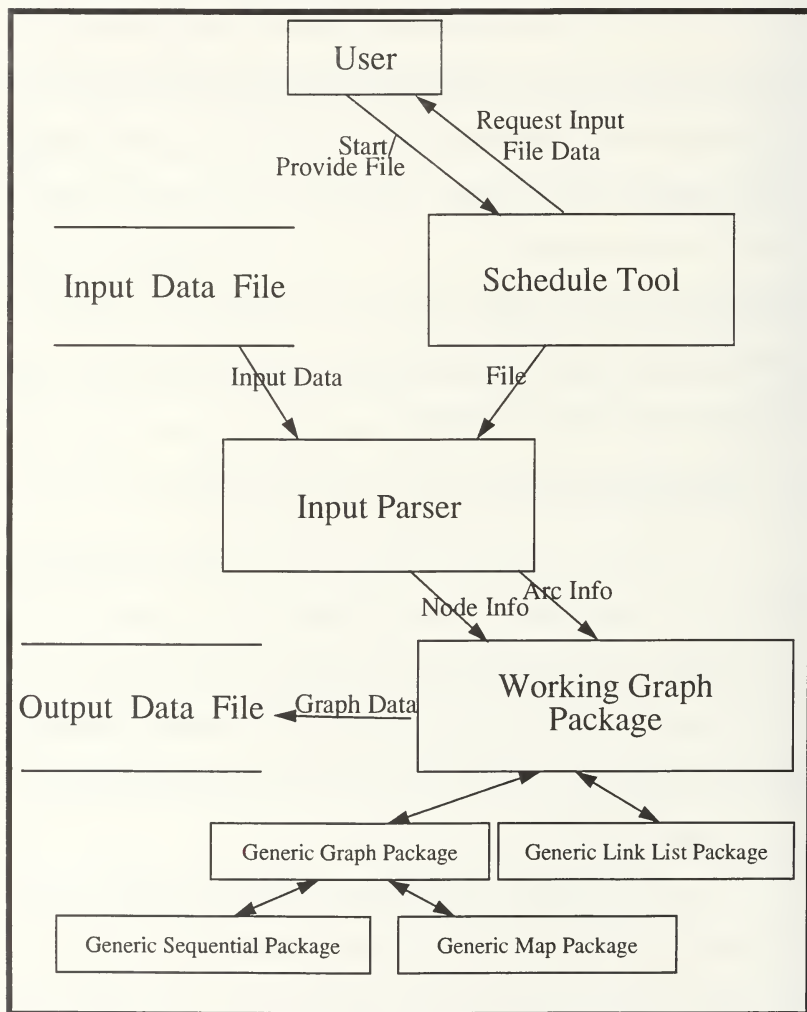 User
Request Input
File Data
Start/
Provide File
Input Data File
Schedule Tool
Input Data
File
Input Parser
Node Info
Arc Info
Output Data File
Graph Data
Working Graph
Package
Generic Graph Package
Generic Link List Package
Generic Sequential Package
Generic Map Package